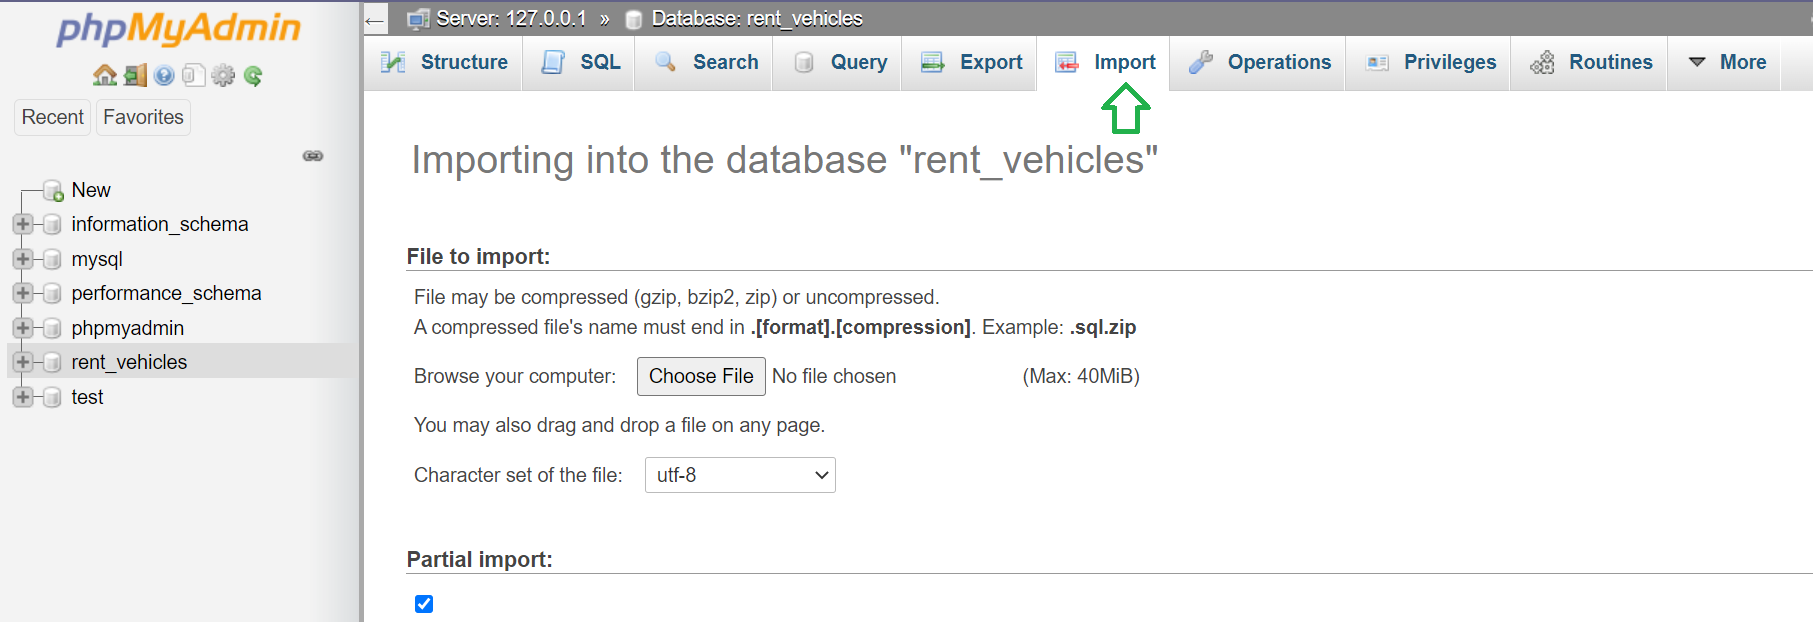 phpMyAdmin
Recent Favorites
New
information_schema
mysql
performance_schema
phpmyadmin
rent_vehicles
test
← Server: 127.0.0.1 » Database: rent_vehicles
Structure SQL Search Query Export Import Operations Privileges Routines More
Importing into the database "rent_vehicles"
File to import:
File may be compressed (gzip, bzip2, zip) or uncompressed.
A compressed file's name must end in .[format].[compression]. Example: .sql.zip
Browse your computer: Choose File No file chosen (Max: 40MiB)
You may also drag and drop a file on any page.
Character set of the file: utf-8
Partial import: